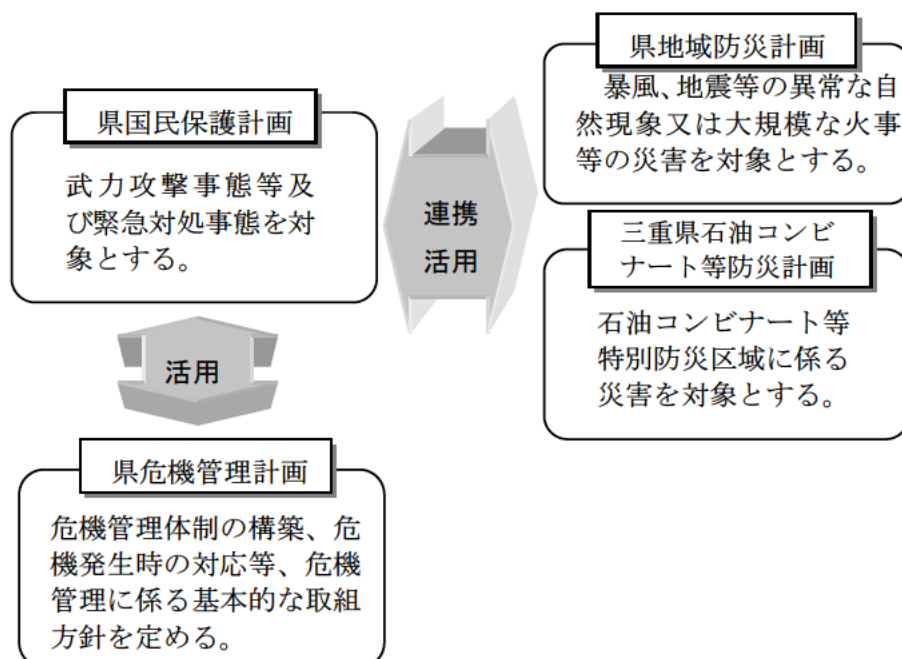 県国民保護計画
武力攻撃事態等及
び緊急対処事態を対
象とする。
連携
活用
県地域防災計画
暴風、地震等の異常な自
然現象又は大規模な火事
等の災害を対象とする。
三重県石油コンビ
ナート等防災計画
石油コンビナート等
特別防災区域に係る
災害を対象とする。
活用
県危機管理計画
危機管理体制の構築、危
機発生時の対応等、危機
管理に係る基本的な取組
方針を定める。